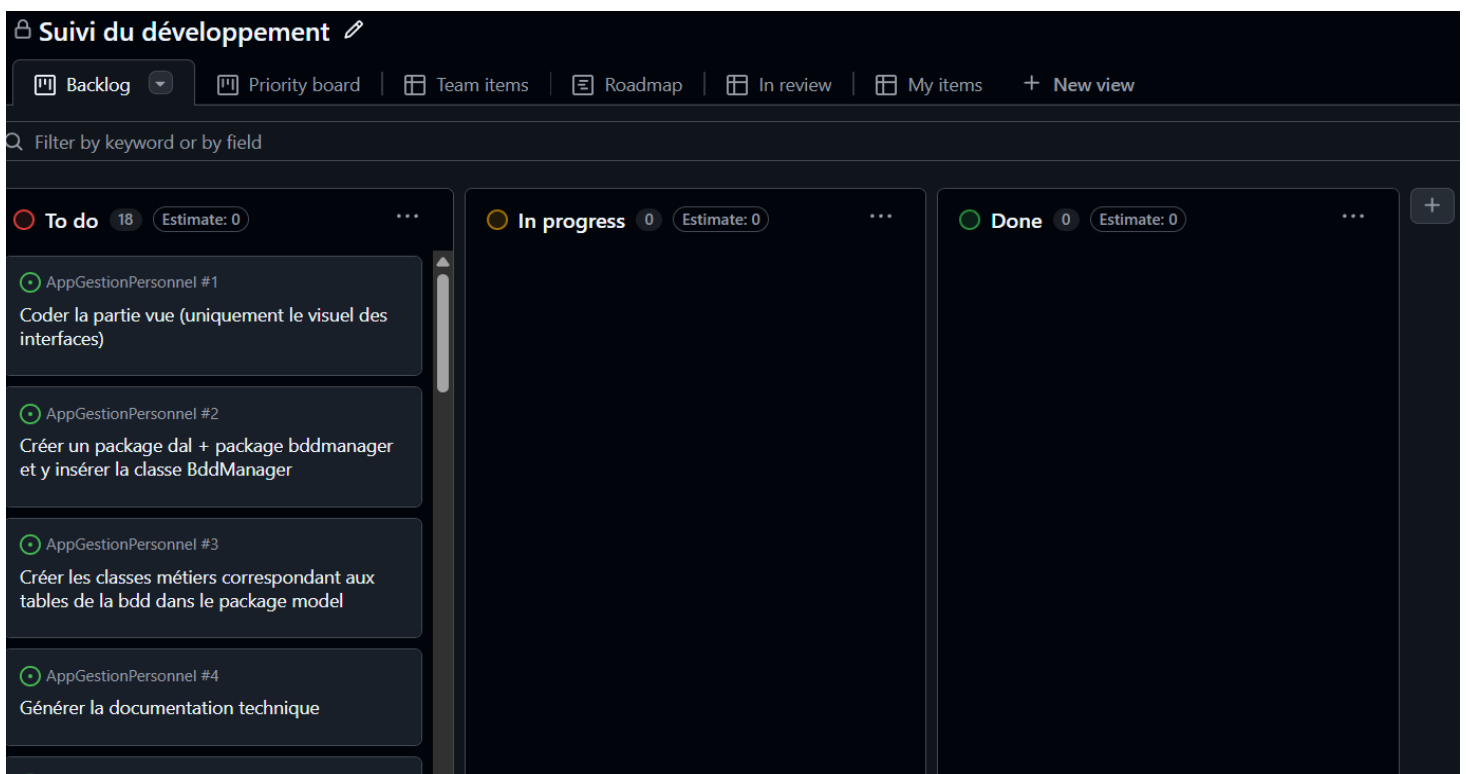 Suivi du développement
Backlog Priority board Team items Roadmap In review My items + New view
Filter by keyword or by field
To do 18 Estimate: 0 ...
In progress 0 Estimate: 0 ...
Done 0 Estimate: 0 ...
+
AppGestionPersonnel #1
Coder la partie vue (uniquement le visuel des
interfaces)
AppGestionPersonnel #2
Créer un package dal + package bddmanager
et y insérer la classe BddManager
AppGestionPersonnel #3
Créer les classes métiers correspondant aux
tables de la bdd dans le package model
AppGestionPersonnel #4
Générer la documentation technique